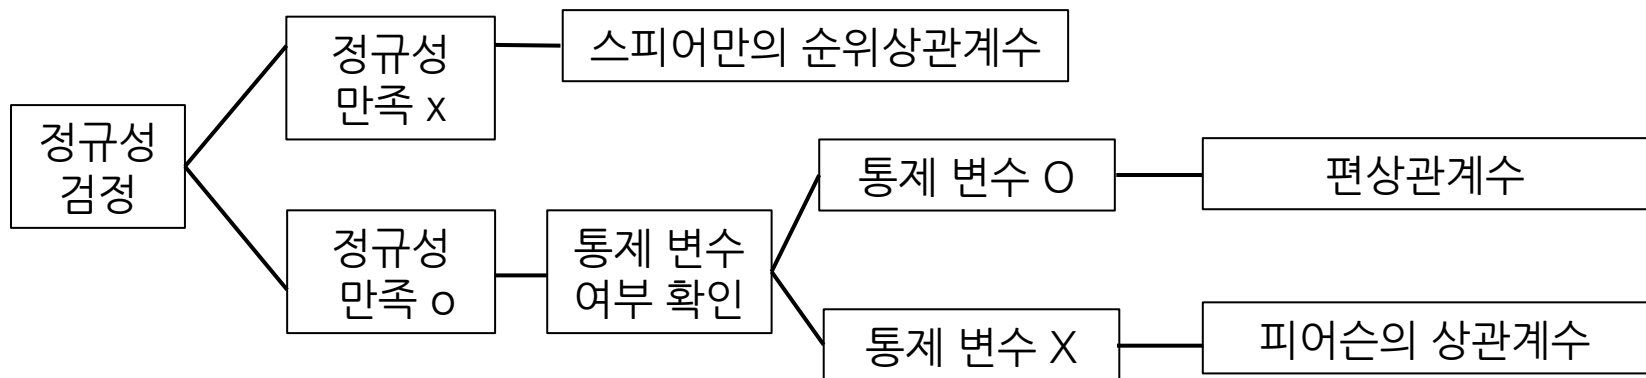 정규성
검정
정규성
만족 x
스피어만의 순위상관계수
정규성
만족 o
통제 변수
여부 확인
통제 변수 O
편상관계수
통제 변수 X
피어슨의 상관계수